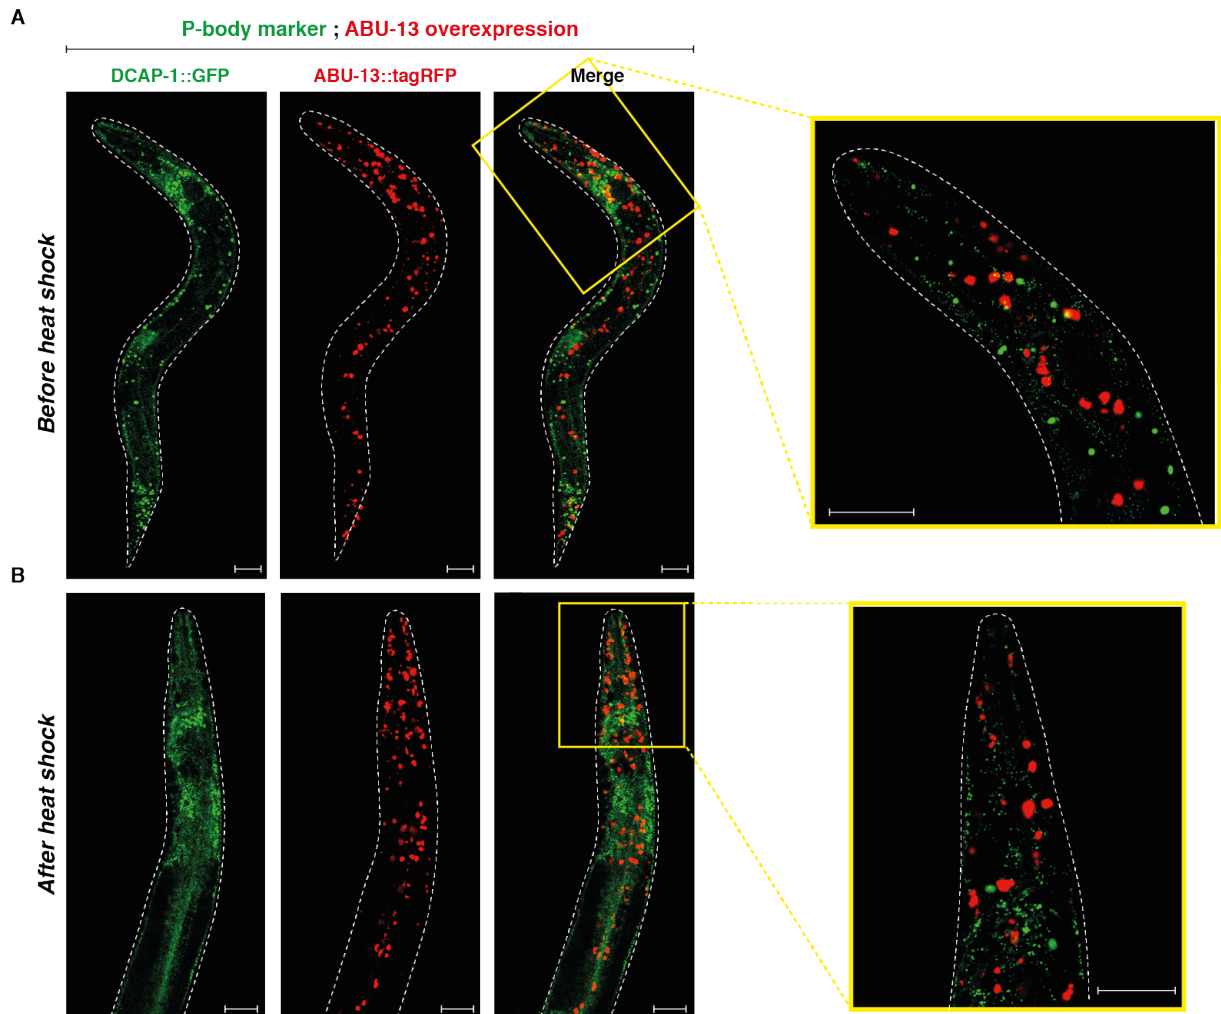 A
P-body marker ; ABU-13 overexpression
DCAP-1::GFP ABU-13::tagRFP Merge
Before heat shock
B
After heat shock